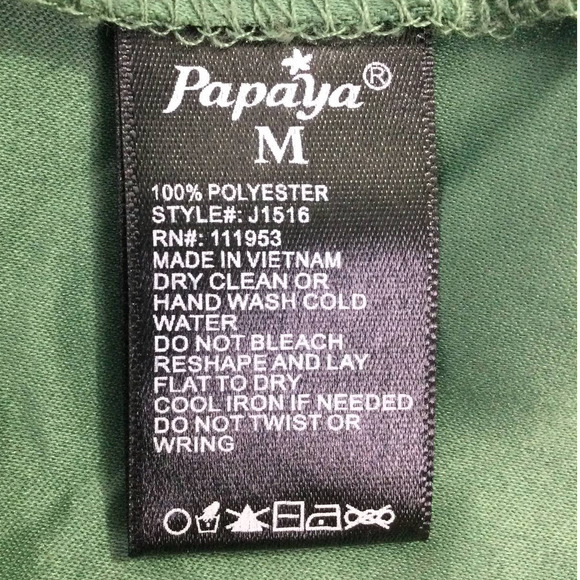 Papaya®
M
100% POLYESTER
STYLE#: J1516
RN#: 111953
MADE IN VIETNAM
DRY CLEAN OR
HAND WASH COLD
WATER
DO NOT BLEACH
RESHAPE AND LAY
FLAT TO DRY
COOL IRON IF NEEDED
DO NOT TWIST OR
WRING